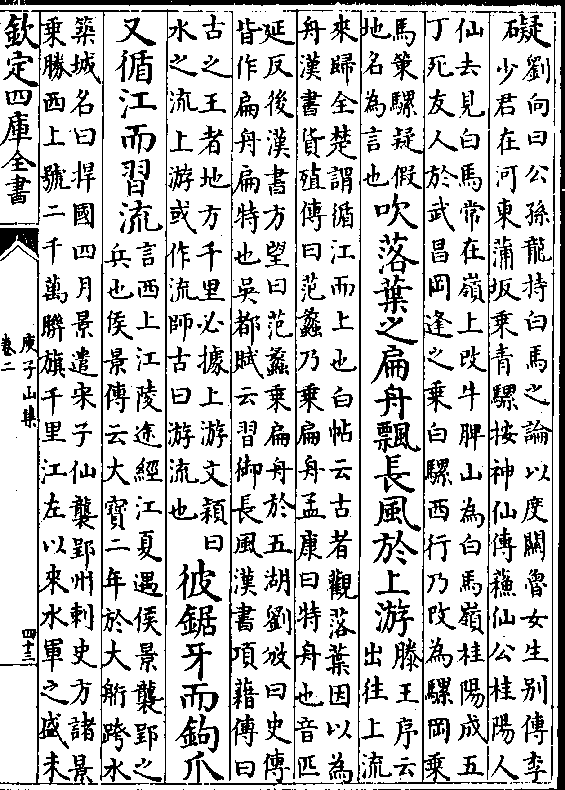 礙劉向曰公孫龍持白馬之論以度關魯女生别傳李
少君在河東蒲坂乘青騾按神仙傳蘓仙公桂陽人
仙去見白馬常在嶺上改牛脾山為白馬嶺桂陽成五
丁死友人於武昌岡逢之乘白騾西行乃改為騾岡乘
馬策騾疑假
地名為言也
吹落葉之扁舟飄長風於上游
滕王序云
出往上流
來歸全楚謂循江而上也白帖云古者觀落葉因以為
舟漢書貨殖傳曰范蠡乃乘扁舟孟康曰特舟也音匹
延反後漢書方望曰范蠡乘扁舟於五湖劉攽曰史傳
皆作扁舟扁特也吳都賦云習御長風漢書項藉傳曰
古之王者地方千里必據上游文穎曰
水之流上游或作流師古曰游流也
彼鋸牙而鉤爪
又循江而習流
言西上江陵途經江夏遇侯景襲郢之
兵也侯景傳云大寶二年於大舫跨水
築城名曰捍國四月景遣宋子仙襲郢州刺史方諸景
乘勝西上號二千萬聨旗千里江左以來水軍之盛未
欽定四庫全書
庾子山集
卷二
四十三